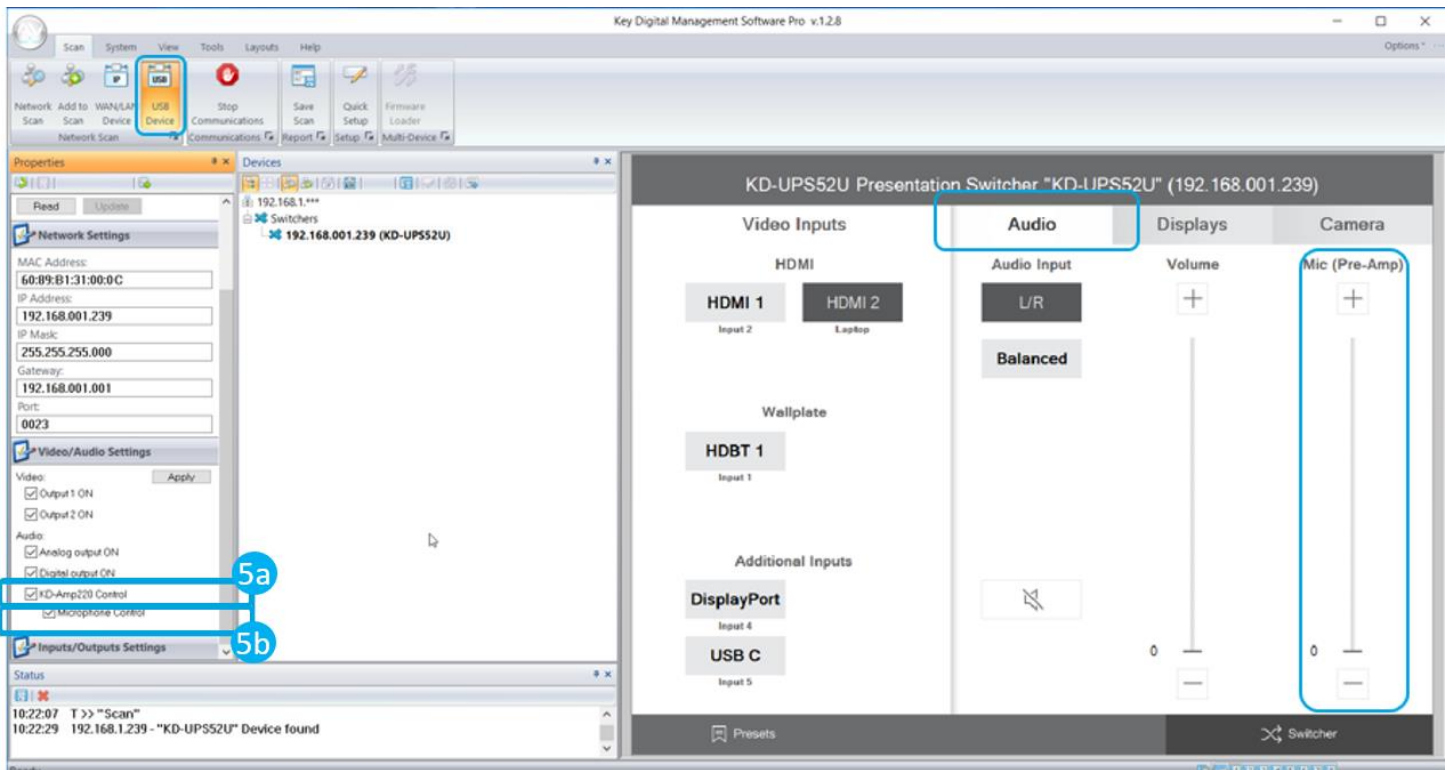 Key Digital Management Software Pro v.1.2.8
Scan System View Tools Layouts Help
Options
Network Scan
Add to Scan
WAN/LAN Device
USB Device
Stop Communications
Save Scan
Quick Setup
Firmware Loader
Network Scan
Communications
Report
Setup
Multi-Device
Properties
Read
Update
Network Settings
MAC Address:
60:89:B1:31:00:0C
IP Address:
192.168.001.239
IP Mask:
255.255.255.000
Gateway:
192.168.001.001
Port:
0023
Video/Audio Settings
Video:
Apply
Output 1 ON
Output 2 ON
Audio:
Analog output ON
Digital output ON
5a
KD-Amp220 Control
Microphone Control
5b
Inputs/Outputs Settings
Devices
192.168.1.***
Switchers
192.168.001.239 (KD-UPS52U)
Status
10:22:07 T >> "Scan"
10:22:29 192.168.1.239 - "KD-UPS52U" Device found
KD-UPS52U Presentation Switcher "KD-UPS52U" (192.168.001.239)
Video Inputs
Audio
Displays
Camera
HDMI
HDMI 1
HDMI 2
Input 2
Laptop
Wallplate
HDBT 1
Input 1
Additional Inputs
DisplayPort
Input 4
USB C
Input 5
Audio Input
L/R
Balanced
Volume
0
Mic (Pre-Amp)
0
Presets
Switcher